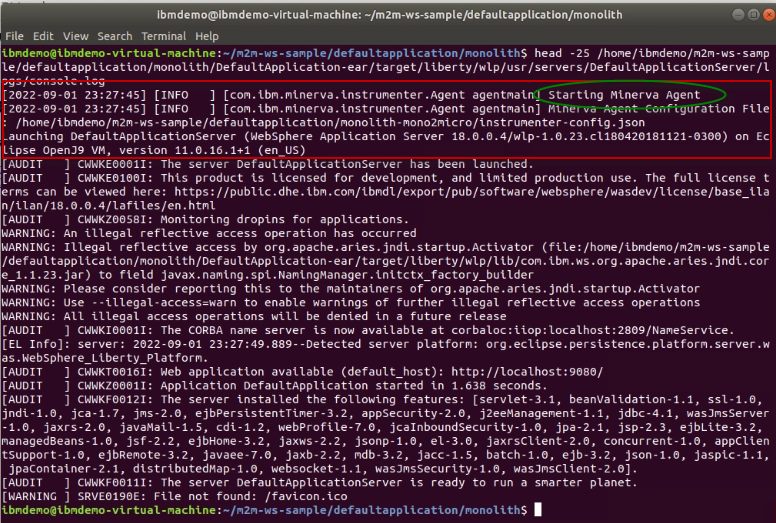 ibmdemo@ibmdemo-virtual-machine: ~/m2m-ws-sample/defaultapplication/monolith
File Edit View Search Terminal Help
ibmdemo@ibmdemo-virtual-machine:~/m2m-ws-sample/defaultapplication/monolith$ head -25 /home/ibmdemo/m2m-ws-samp
le/defaultapplication/monolith/DefaultApplication-ear/target/liberty/wlp/usr/servers/DefaultApplicationServer/l
ogs/console.log
[2022-09-01 23:27:45] [INFO   ] [com.ibm.minerva.instrumenter.Agent agentmain] Starting Minerva Agent
[2022-09-01 23:27:45] [INFO   ] [com.ibm.minerva.instrumenter.Agent agentmain] Minerva Agent Configuration File
[ /home/ibmdemo/m2m-ws-sample/defaultapplication/monolith-mono2micro/instrumenter-config.json
Launching DefaultApplicationServer (WebSphere Application Server 18.0.0.4/wlp-1.0.23.cl180420181121-0300) on Ec
lipse OpenJ9 VM, version 11.0.16.1+1 (en_US)
[AUDIT   ] CWWKE0001I: The server DefaultApplicationServer has been launched.
[AUDIT   ] CWWKE0100I: This product is licensed for development, and limited production use. The full license t
erms can be viewed here: https://public.dhe.ibm.com/ibmdl/export/pub/software/websphere/wasdev/license/base_ila
n/ilan/18.0.0.4/lafiles/en.html
[AUDIT   ] CWWKZ0058I: Monitoring dropins for applications.
WARNING: An illegal reflective access operation has occurred
WARNING: Illegal reflective access by org.apache.aries.jndi.startup.Activator (file:/home/ibmdemo/m2m-ws-sample
/defaultapplication/monolith/DefaultApplication-ear/target/liberty/wlp/lib/com.ibm.ws.org.apache.aries.jndi.cor
e_1.1.23.jar) to field javax.naming.spi.NamingManager.initctx_factory_builder
WARNING: Please consider reporting this to the maintainers of org.apache.aries.jndi.startup.Activator
WARNING: Use --illegal-access=warn to enable warnings of further illegal reflective access operations
WARNING: All illegal access operations will be denied in a future release
[AUDIT   ] CWWKI0001I: The CORBA name server is now available at corbaloc:iiop:localhost:2809/NameService.
[EL Info]: server: 2022-09-01 23:27:49.889--Detected server platform: org.eclipse.persistence.platform.server.w
as.WebSphere_Liberty_Platform.
[AUDIT   ] CWWKT0016I: Web application available (default_host): http://localhost:9080/
[AUDIT   ] CWWKZ0001I: Application DefaultApplication started in 1.638 seconds.
[AUDIT   ] CWWKF0012I: The server installed the following features: [servlet-3.1, beanValidation-1.1, ssl-1.0,
jndi-1.0, jca-1.7, jms-2.0, ejbPersistentTimer-3.2, appSecurity-2.0, j2eeManagement-1.1, jdbc-4.1, wasJmsServer
-1.0, jaxrs-2.0, javaMail-1.5, cdi-1.2, webProfile-7.0, jcaInboundSecurity-1.0, jpa-2.1, jsp-2.3, ejbLite-3.2,
managedBeans-1.0, jsf-2.2, ejbHome-3.2, jaxws-2.2, jsonp-1.0, el-3.0, jaxrsClient-2.0, concurrent-1.0, appClien
tSupport-1.0, ejbRemote-3.2, javaee-7.0, jaxb-2.2, mdb-3.2, jacc-1.5, batch-1.0, ejb-3.2, json-1.0, jaspic-1.1,
 jpaContainer-2.1, distributedMap-1.0, websocket-1.1, wasJmsSecurity-1.0, wasJmsClient-2.0].
[AUDIT   ] CWWKF0011I: The server DefaultApplicationServer is ready to run a smarter planet.
[WARNING ] SRVE0190E: File not found: /favicon.ico
ibmdemo@ibmdemo-virtual-machine:~/m2m-ws-sample/defaultapplication/monolith$